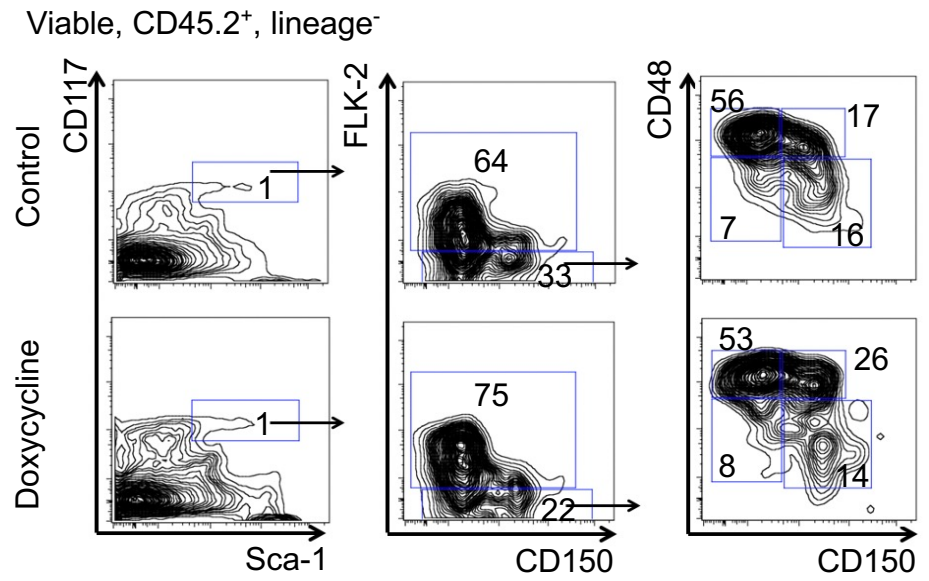 Viable, CD45.2⁺, lineage⁻
Control
CD117
1
FLK-2
64
33
CD48
56
17
7
16
Doxycycline
1
75
22
53
26
8
14
Sca-1
CD150
CD150